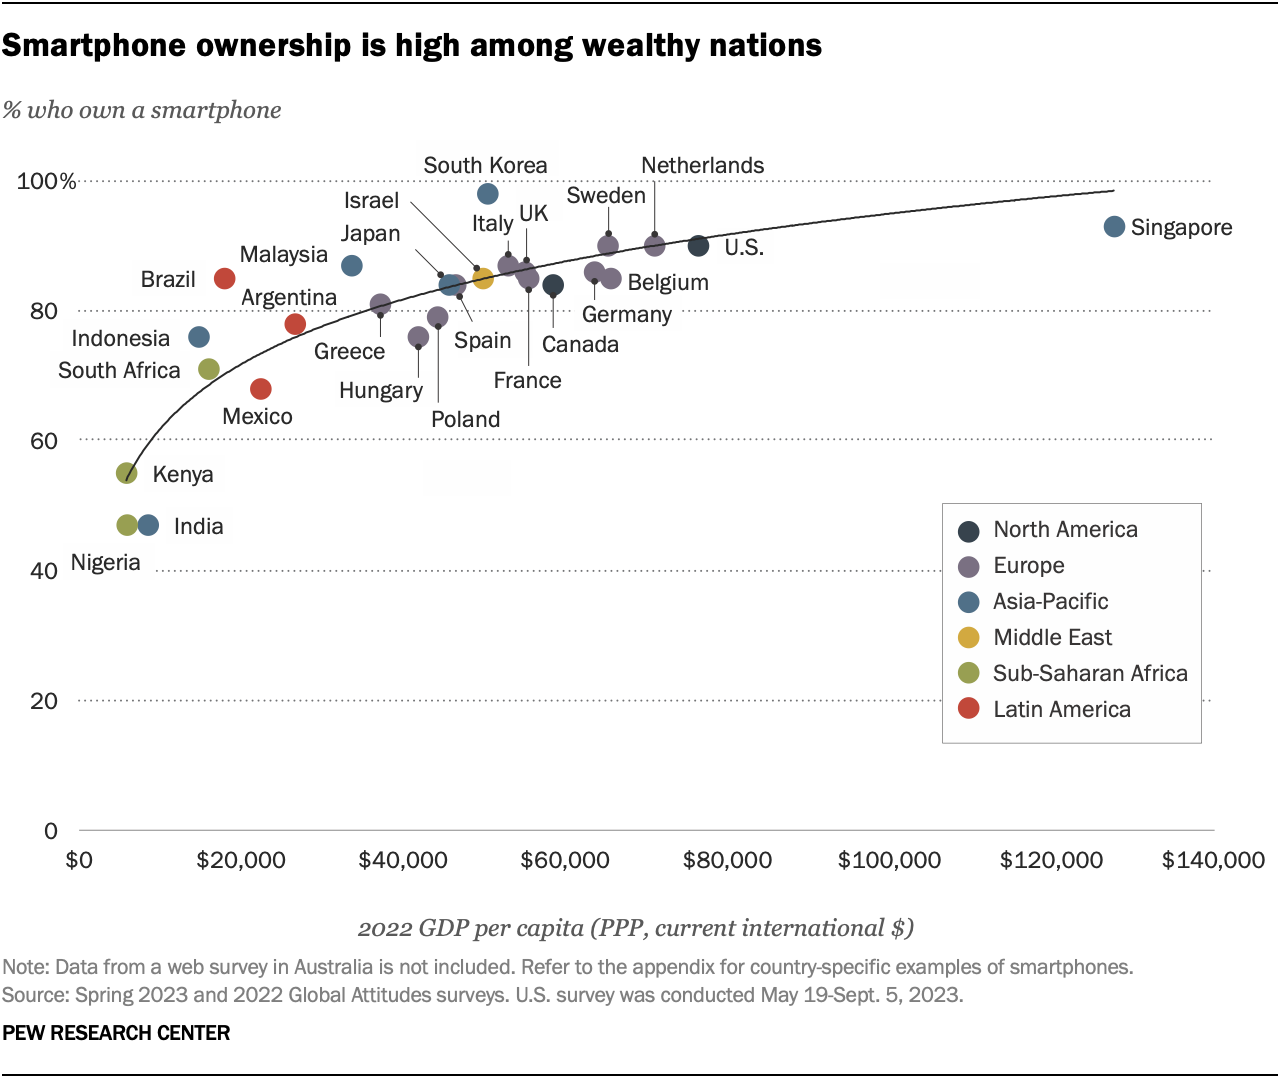 Smartphone ownership is high among wealthy nations
% who own a smartphone
South Korea
Netherlands
100%
Israel
Sweden
Italy
UK
Japan
Singapore
Malaysia
U.S.
Brazil
Belgium
Argentina
80
Germany
Indonesia
Spain
Canada
Greece
South Africa
France
Hungary
Mexico
Poland
60
Kenya
India
Nigeria
40
North America
Europe
Asia-Pacific
Middle East
Sub-Saharan Africa
Latin America
20
0
$0 $20,000 $40,000 $60,000 $80,000 $100,000 $120,000 $140,000
2022 GDP per capita (PPP, current international $)
Note: Data from a web survey in Australia is not included. Refer to the appendix for country-specific examples of smartphones.
Source: Spring 2023 and 2022 Global Attitudes surveys. U.S. survey was conducted May 19-Sept. 5, 2023.
PEW RESEARCH CENTER